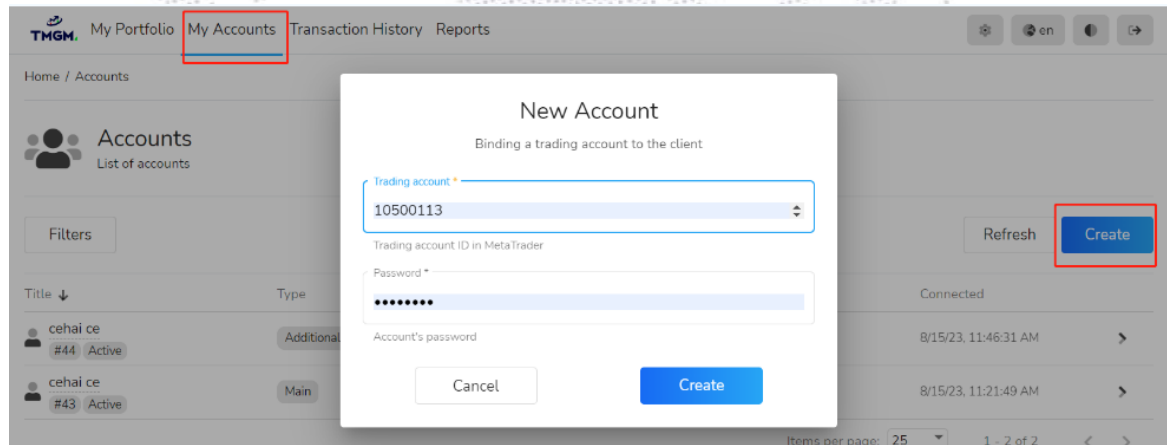 TMGM. My Portfolio My Accounts Transaction History Reports en
Home / Accounts
Accounts
List of accounts
Filters Refresh Create
Title Type Connected
cehai ce
#44 Active Additional 8/15/23, 11:46:31 AM
cehai ce
#43 Active Main 8/15/23, 11:21:49 AM
Items per page: 25 1 - 2 of 2
New Account
Binding a trading account to the client
Trading account *
10500113
Trading account ID in MetaTrader
Password *
••••••••
Account's password
Cancel Create